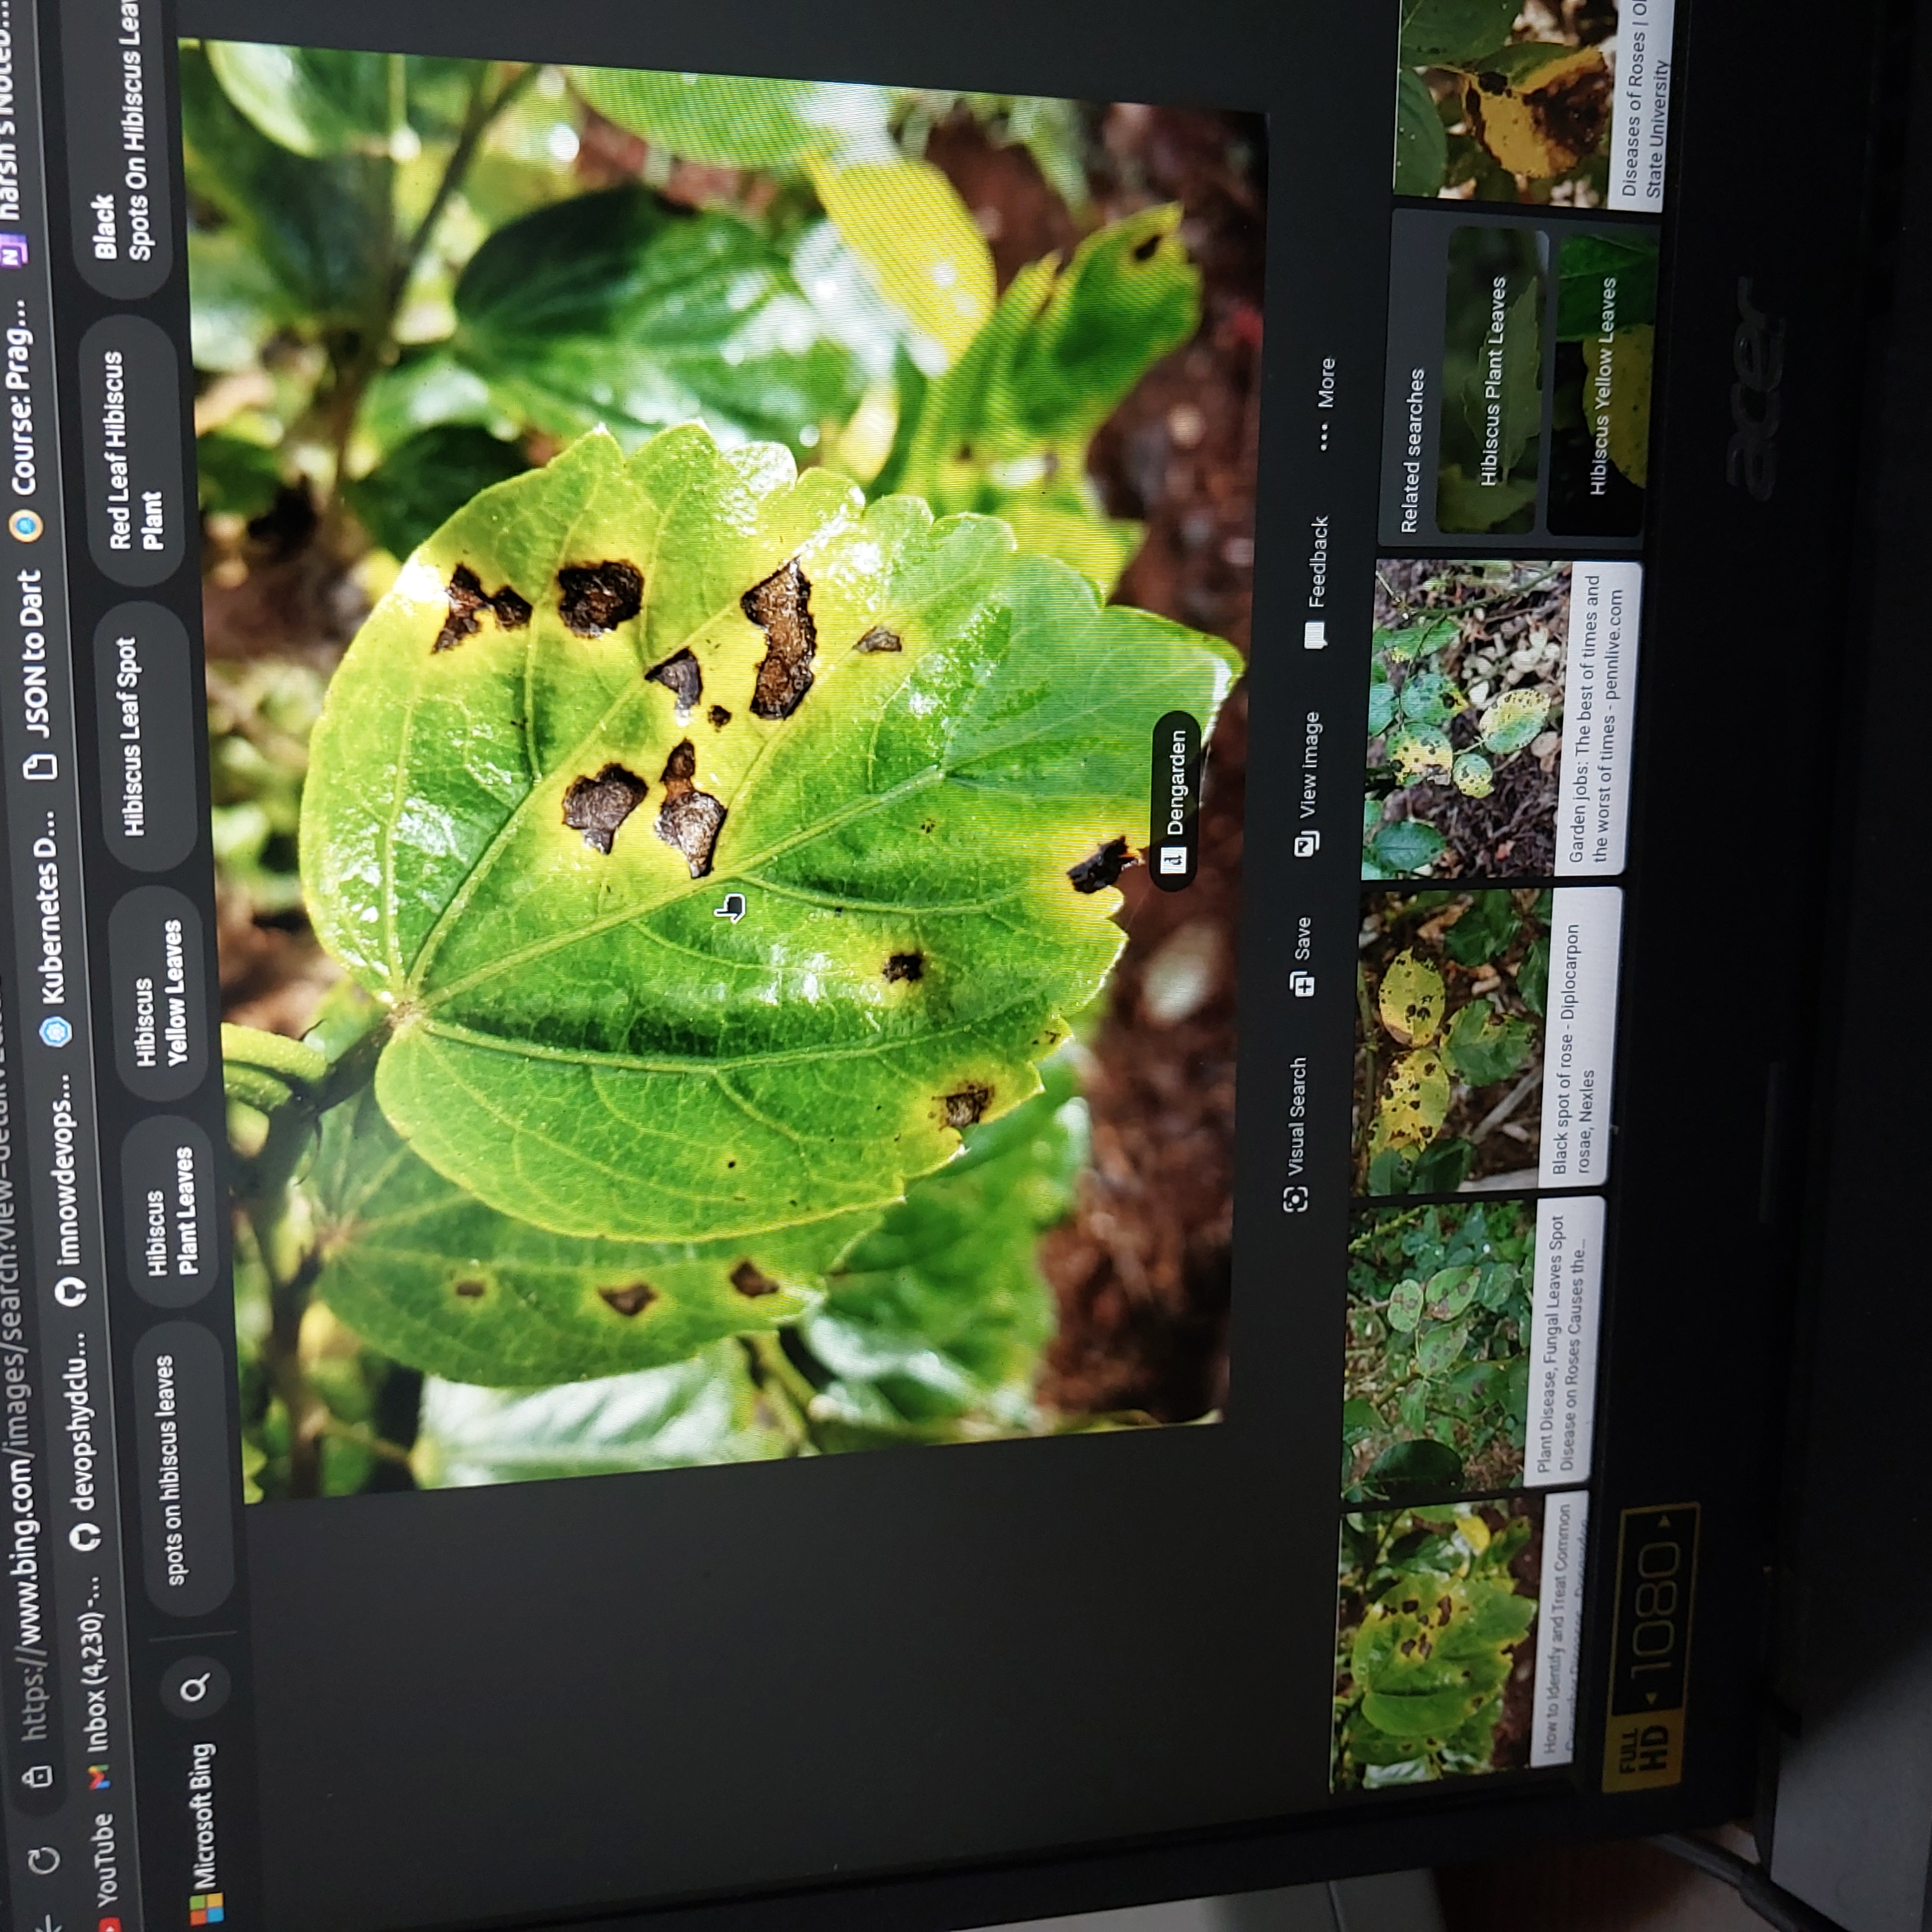 https://www.bing.com/images/search?view=
YouTube
Inbox (4,230) -...
devopshydclu...
imnowdevops...
Kubernetes D...
JSON to Dart
Course: Prag...
harsh's Noteb...
Microsoft Bing
spots on hibiscus leaves
Hibiscus
Plant Leaves
Hibiscus
Yellow Leaves
Hibiscus Leaf Spot
Red Leaf Hibiscus
Plant
Black
Spots On Hibiscus Lea
d Dengarden
Visual Search
Save
View image
Feedback
... More
How to Identify and Treat Common
Plant Disease, Fungal Leaves Spot
Disease on Roses Causes the...
Black spot of rose - Diplocarpon
rosae, Nexles
Garden jobs: The best of times and
the worst of times - pennlive.com
Related searches
Hibiscus Plant Leaves
Hibiscus Yellow Leaves
Diseases of Roses |
State University
FULL
HD
1080
acer